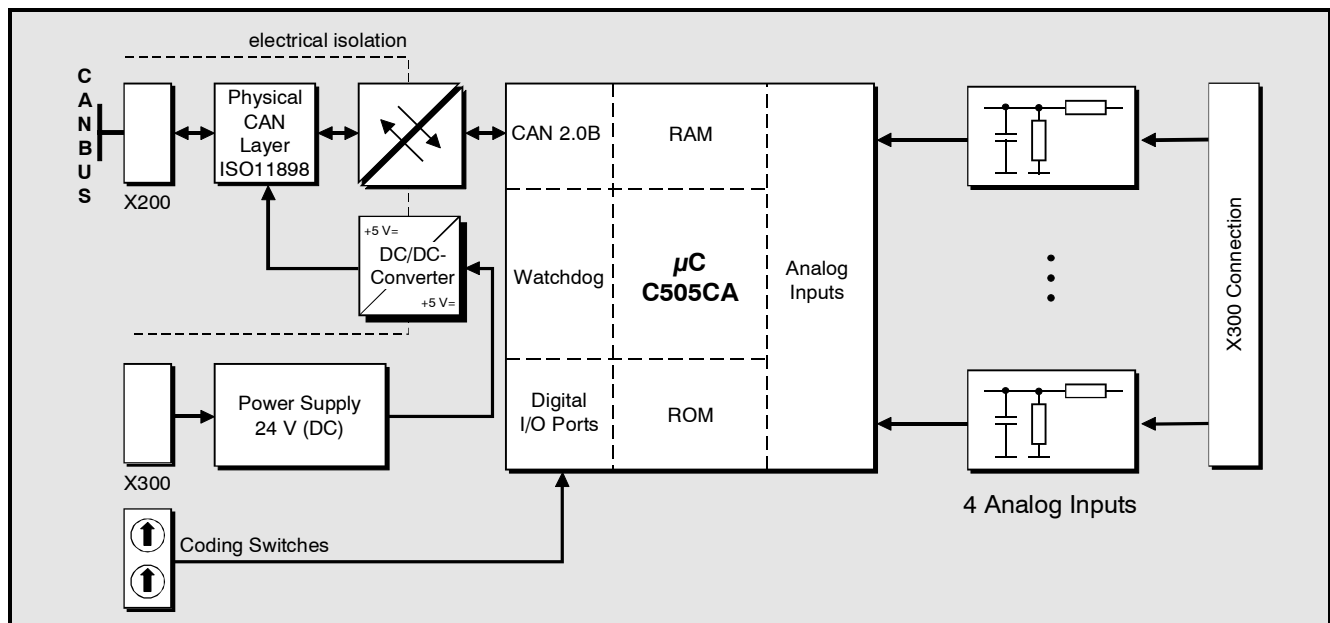 electrical isolation
CANBUS
X200
Physical
CAN
Layer
ISO11898
+5 V=
DC/DC-
Converter
+5 V=
CAN 2.0B
RAM
Watchdog
µC
C505CA
Analog
Inputs
Digital
I/O Ports
ROM
X300 Connection
4 Analog Inputs
Power Supply
24 V (DC)
X300
Coding Switches